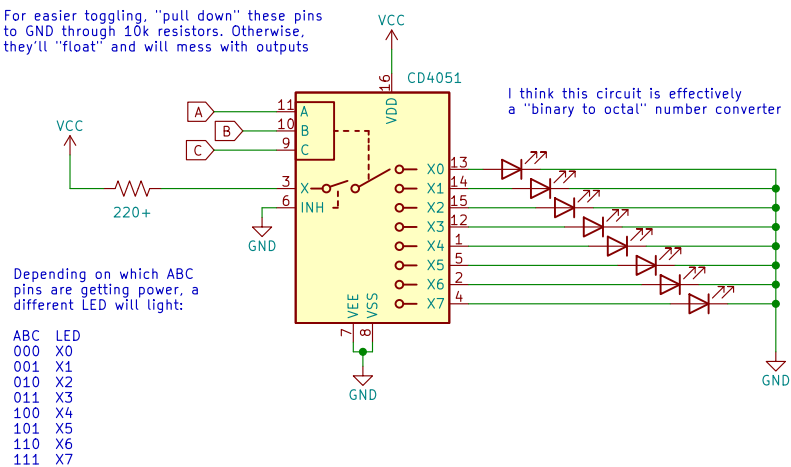 For easier toggling, "pull down" these pins
to GND through 10k resistors. Otherwise,
they'll "float" and will mess with outputs
VCC
CD4051
I think this circuit is effectively
a "binary to octal" number converter
16
VDD
A
11
A
B
10
B
C
9
C
VCC
220+
3
X
6
INH
GND
X0
13
X1
14
X2
15
X3
12
X4
1
X5
5
X6
2
X7
4
VEE
VSS
7
8
GND
GND
Depending on which ABC
pins are getting power, a
different LED will light:
ABC LED
000 X0
001 X1
010 X2
011 X3
100 X4
101 X5
110 X6
111 X7